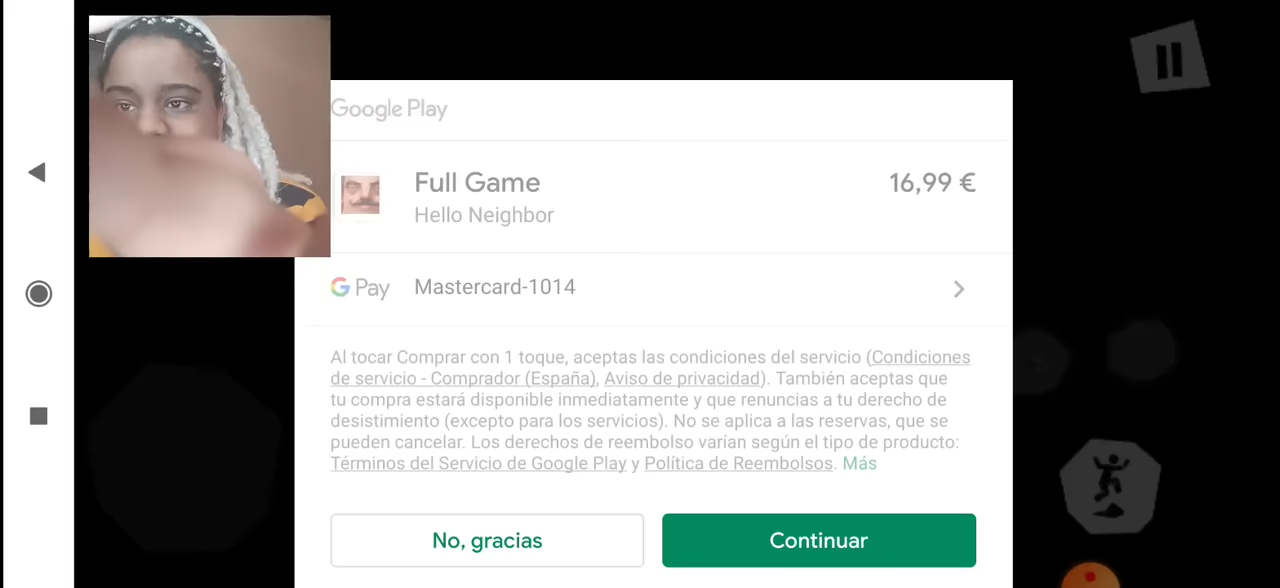 Google Play
Full Game
16,99 €
Hello Neighbor
G Pay
Mastercard-1014
Al tocar Comprar con 1 toque, aceptas las condiciones del servicio (Condiciones
de servicio - Comprador (España), Aviso de privacidad). También aceptas que
tu compra estará disponible inmediatamente y que renuncias a tu derecho de
desistimiento (excepto para los servicios). No se aplica a las reservas, que se
pueden cancelar. Los derechos de reembolso varían según el tipo de producto:
Términos del Servicio de Google Play y Política de Reembolsos. Más
No, gracias
Continuar